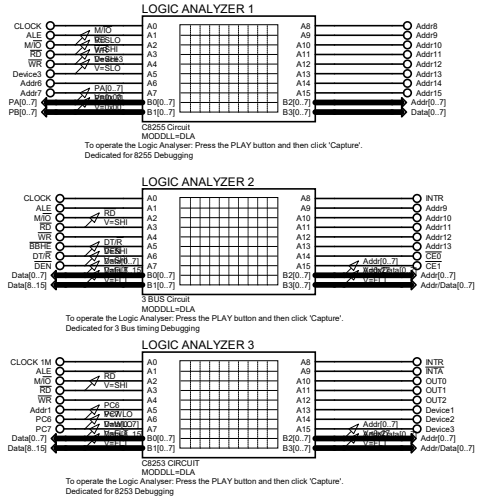 LOGIC ANALYZER 1
CLOCK A0 A8 Addr8
ALE A1 A9 Addr9
M/IO A2 A10 Addr10
RD A3 A11 Addr11
WR A4 A12 Addr12
Device3 A5 A13 Addr13
Addr6 A6 A14 Addr14
Addr7 A7 A15 Addr15
PA[0..7] B0[0..7] B2[0..7] Addr[0..7]
PB[0..7] B1[0..7] B3[0..7] Data[0..7]
M/IO
V=SLO
V=SHI
V=SLO
PA[0..7]
V=0x00
C8255 Circuit
MODDLL=DLA
To operate the Logic Analyser: Press the PLAY button and then click 'Capture'.
Dedicated for 8255 Debugging
LOGIC ANALYZER 2
CLOCK A0 A8 INTR
ALE A1 A9 Addr9
M/IO A2 A10 Addr10
RD A3 A11 Addr11
WR A4 A12 Addr12
BBHE A5 A13 Addr13
DT/R A6 A14 CE0
DEN A7 A15 CE1
Data[0..7] B0[0..7] B2[0..7] Addr[0..7]
Data[8..15] B1[0..7] B3[0..7] Addr/Data[0..7]
RD
V=SHI
DT/R
Addr[0..7]
V=FLT
3 BUS Circuit
MODDLL=DLA
To operate the Logic Analyser: Press the PLAY button and then click 'Capture'.
Dedicated for 3 Bus timing Debugging
LOGIC ANALYZER 3
CLOCK 1M A0 A8 INTR
ALE A1 A9 INTA
M/IO A2 A10 OUT0
RD A3 A11 OUT1
WR A4 A12 OUT2
Addr1 A5 A13 Device1
PC6 A6 A14 Device2
PC7 A7 A15 Device3
Data[0..7] B0[0..7] B2[0..7] Addr[0..7]
Data[8..15] B1[0..7] B3[0..7] Addr/Data[0..7]
RD
V=SHI
PC6
Addr[0..7]
V=FLT
C8253 CIRCUIT
MODDLL=DLA
To operate the Logic Analyser: Press the PLAY button and then click 'Capture'.
Dedicated for 8253 Debugging